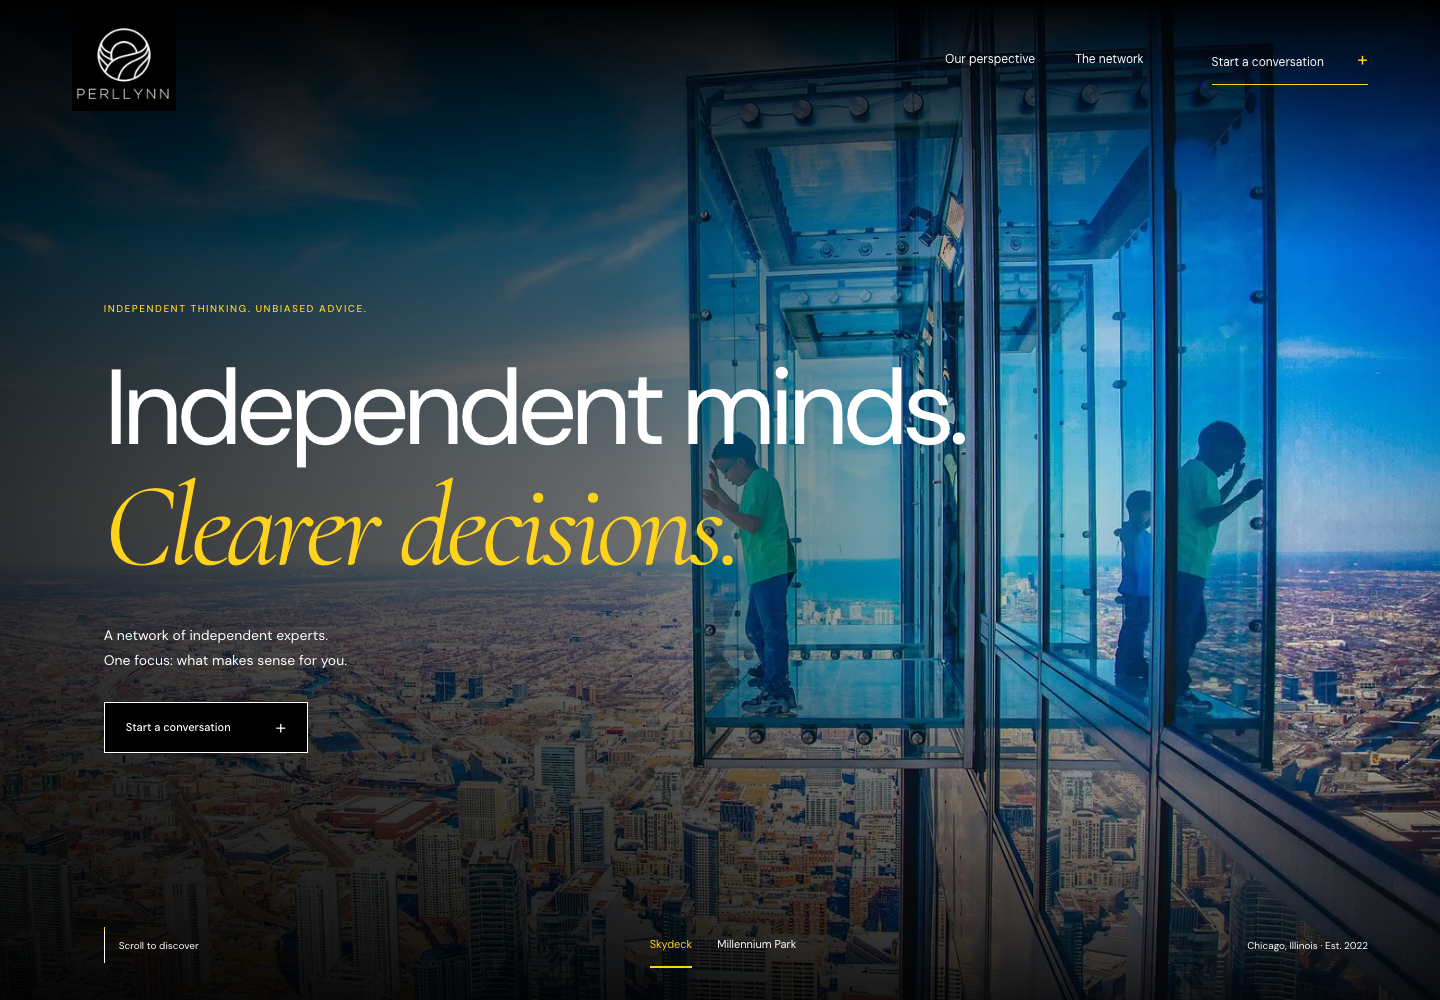 PERLLYNN
Our perspective
The network
Start a conversation +
INDEPENDENT THINKING. UNBIASED ADVICE.
Independent minds.
Clearer decisions.
A network of independent experts.
One focus: what makes sense for you.
Start a conversation +
Scroll to discover
Skydeck
Millennium Park
Chicago, Illinois · Est. 2022